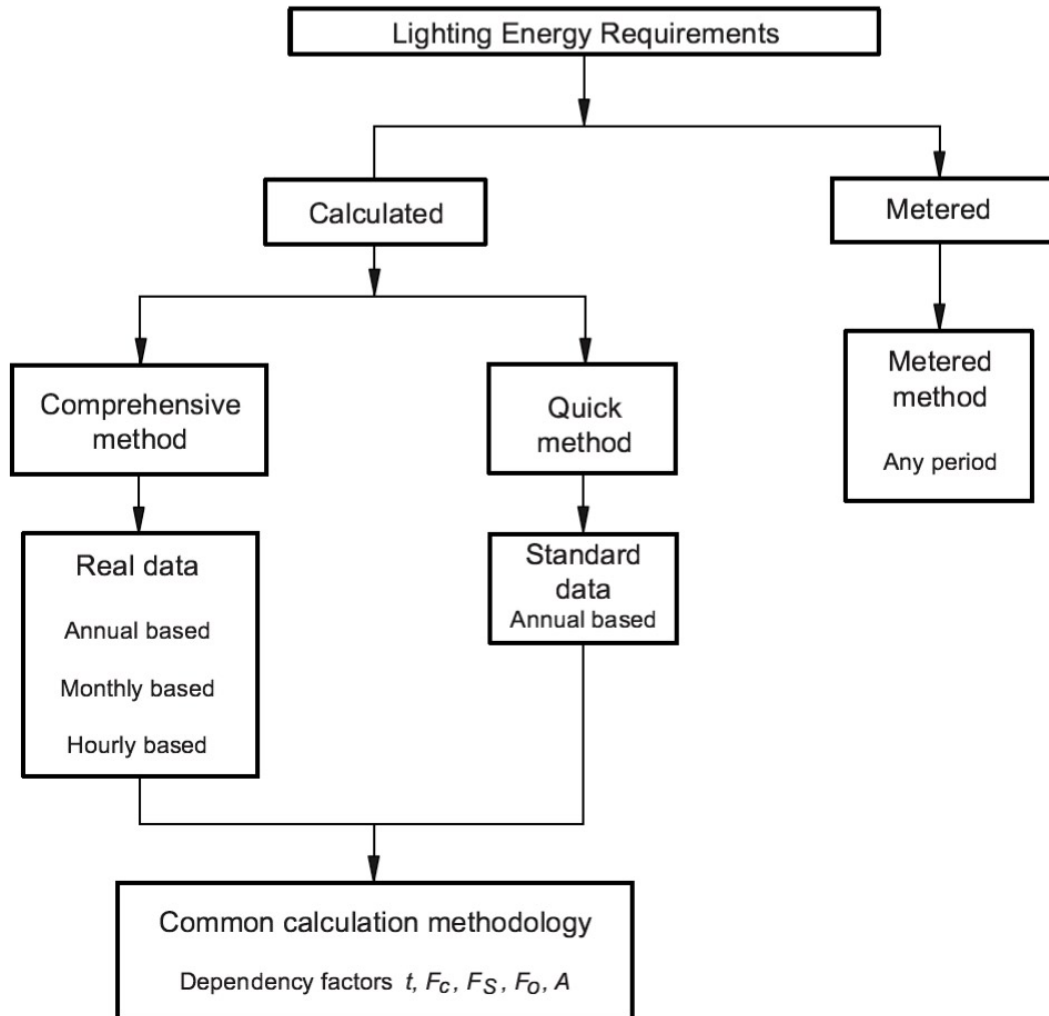 Lighting Energy Requirements
Calculated
Metered
Comprehensive
method
Quick
method
Metered
method
Any period
Real data
Annual based
Monthly based
Hourly based
Standard
data
Annual based
Common calculation methodology
Dependency factors t, Fc, FS, Fo, A